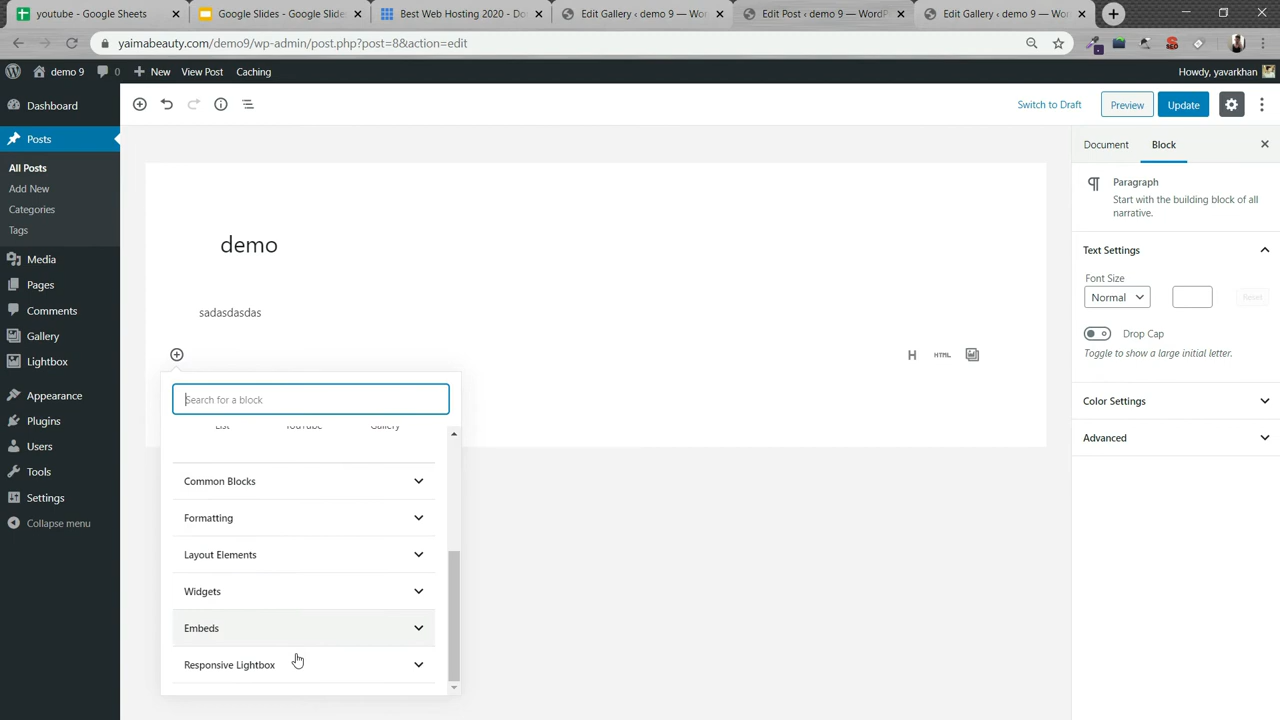 youtube - Google Sheets
Google Slides - Google Slides
Best Web Hosting 2020 - Do
Edit Gallery ‹ demo 9 — Wor
Edit Post ‹ demo 9 — WordP
Edit Gallery ‹ demo 9 — Wor
yaimabeauty.com/demo9/wp-admin/post.php?post=8&action=edit
demo 9
0
New
View Post
Caching
Howdy, yavarkhan
Dashboard
Posts
All Posts
Add New
Categories
Tags
Media
Pages
Comments
Gallery
Lightbox
Appearance
Plugins
Users
Tools
Settings
Collapse menu
Switch to Draft
Preview
Update
demo
sadasdasdas
H
HTML
Search for a block
List
YouTube
Gallery
Common Blocks
Formatting
Layout Elements
Widgets
Embeds
Responsive Lightbox
Document
Block
Paragraph
Start with the building block of all
narrative.
Text Settings
Font Size
Normal
Reset
Drop Cap
Toggle to show a large initial letter.
Color Settings
Advanced